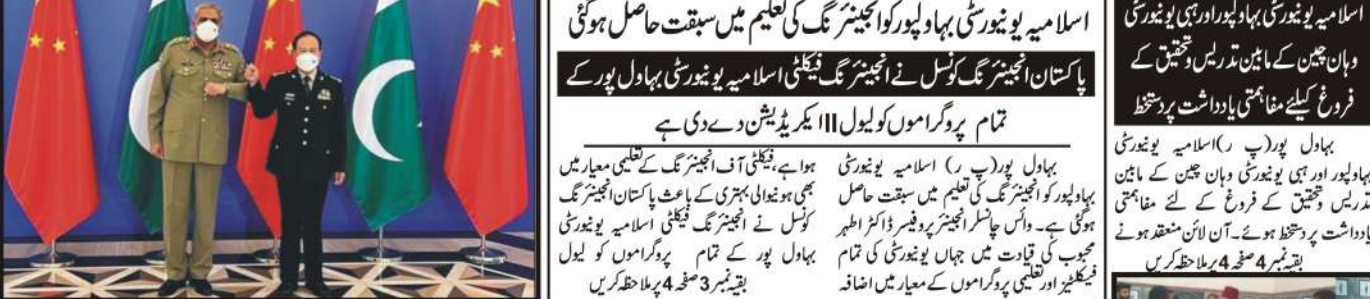 اسلامیہ یونیورسٹی بہاولپور کو انجینئرنگ کی تعلیم میں سبقت حاصل ہوگئی
پاکستان انجینئرنگ کونسل نے انجینئرنگ فیکلٹی اسلامیہ یونیورسٹی بہاول پور کے
تمام پروگراموں کو لیول II ایکریڈیشن دے دی ہے
بہاول پور(پ ر) اسلامیہ یونیورسٹی
بہاولپور کو انجینئرنگ کی تعلیم میں سبقت حاصل
ہوگئی ہے۔ وائس چانسلر انجینئر پروفیسر ڈاکٹر اطہر
محبوب کی قیادت میں جہاں یونیورسٹی کی تمام
فیکلٹیز اور تعلیمی پروگراموں کے معیار میں اضافہ
ہوا ہے، فیکلٹی آف انجینئرنگ کے تعلیمی معیار میں
بھی ہونیوالی بہتری کے باعث پاکستان انجینئرنگ
کونسل نے انجینئرنگ فیکلٹی اسلامیہ یونیورسٹی
بہاول پور کے تمام پروگراموں کو لیول
بقیہ نمبر 3 صفحہ 4 پر ملاحظہ کریں
اسلامیہ یونیورسٹی بہاولپور اور ہبی یونیورسٹی
وہان چین کے مابین تدریس و تحقیق کے
فروغ کیلئے مفاہمتی یادداشت پر دستخط
بہاول پور(پ ر) اسلامیہ یونیورسٹی
بہاولپور اور ہبی یونیورسٹی وہان چین کے مابین
تدریس و تحقیق کے فروغ کے لئے مفاہمتی
یادداشت پر دستخط ہوئے۔ آن لائن منعقد ہونے
بقیہ نمبر 4 صفحہ 4 پر ملاحظہ کریں